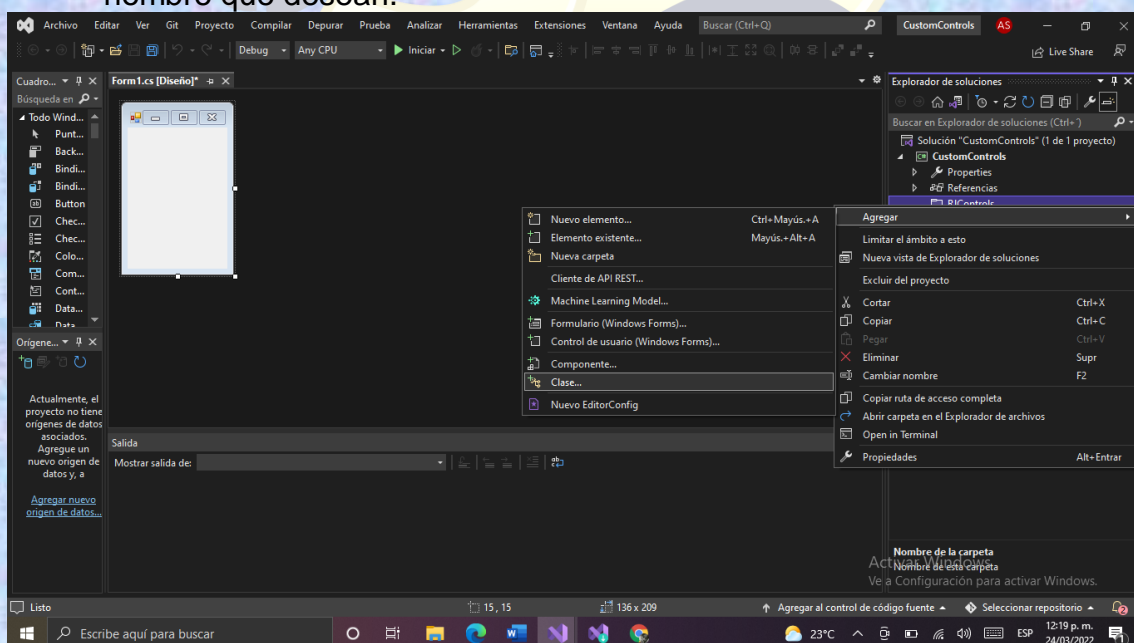 nombre que desean.
Archivo Editar Ver Git Proyecto Compilar Depurar Prueba Analizar Herramientas Extensiones Ventana Ayuda Buscar (Ctrl+Q) CustomControls AS
Debug Any CPU Iniciar Live Share
Cuadro...
Búsqueda en
Todo Wind...
Punt...
Back...
Bindi...
Bindi...
Button
Chec...
Chec...
Colo...
Com...
Cont...
Data...
Data
Orígene...
Actualmente, el
proyecto no tiene
orígenes de datos
asociados.
Agregue un
nuevo origen de
datos y, a
Agregar nuevo
origen de datos...
Form1.cs [Diseño]*
Nuevo elemento... Ctrl+Mayús.+A
Elemento existente... Mayús.+Alt+A
Nueva carpeta
Cliente de API REST...
Machine Learning Model...
Formulario (Windows Forms)...
Control de usuario (Windows Forms)...
Componente...
Clase...
Nuevo EditorConfig
Salida
Mostrar salida de:
Explorador de soluciones
Buscar en Explorador de soluciones (Ctrl+´)
Solución "CustomControls" (1 de 1 proyecto)
CustomControls
Properties
Referencias
RJControls
Agregar
Limitar el ámbito a esto
Nueva vista de Explorador de soluciones
Excluir del proyecto
Cortar Ctrl+X
Copiar Ctrl+C
Pegar Ctrl+V
Eliminar Supr
Cambiar nombre F2
Copiar ruta de acceso completa
Abrir carpeta en el Explorador de archivos
Open in Terminal
Propiedades Alt+Entrar
Nombre de la carpeta
Nombre de esta carpeta
Activar Windows
Ve a Configuración para activar Windows.
Listo 15 , 15 136 x 209 Agregar al control de código fuente Seleccionar repositorio 2
Escribe aquí para buscar 23°C ESP 12:19 p. m.
24/03/2022